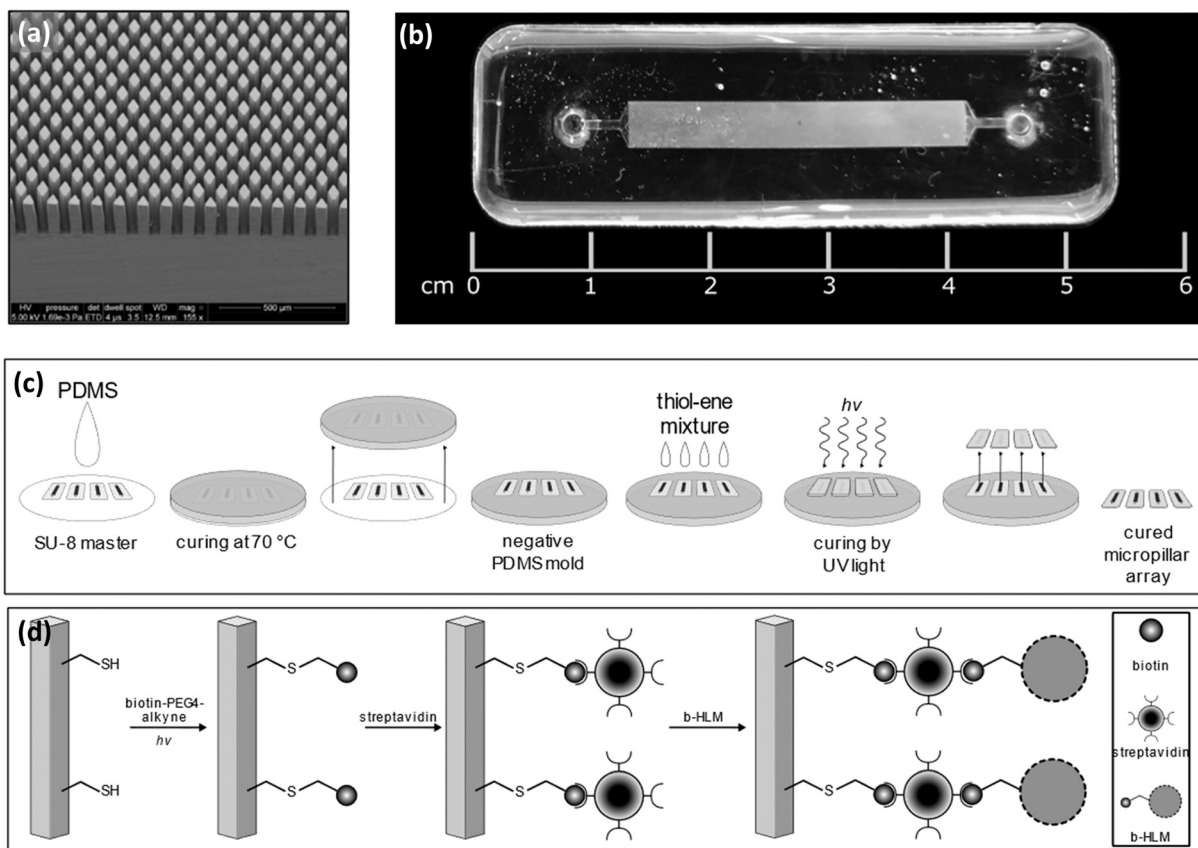 (a)
HV pressure det dwell spot WD mag
5.00 kV 1.69e-3 Pa ETD 4 µs 3.5 12.5 mm 155 x
500 µm
(b)
cm 0 1 2 3 4 5 6
(c)
PDMS
SU-8 master
curing at 70 °C
negative
PDMS mold
thiol-ene
mixture
hν
curing by
UV light
cured
micropillar
array
(d)
SH
SH
biotin-PEG4-
alkyne
hν
S
S
streptavidin
S
S
b-HLM
S
S
biotin
streptavidin
b-HLM